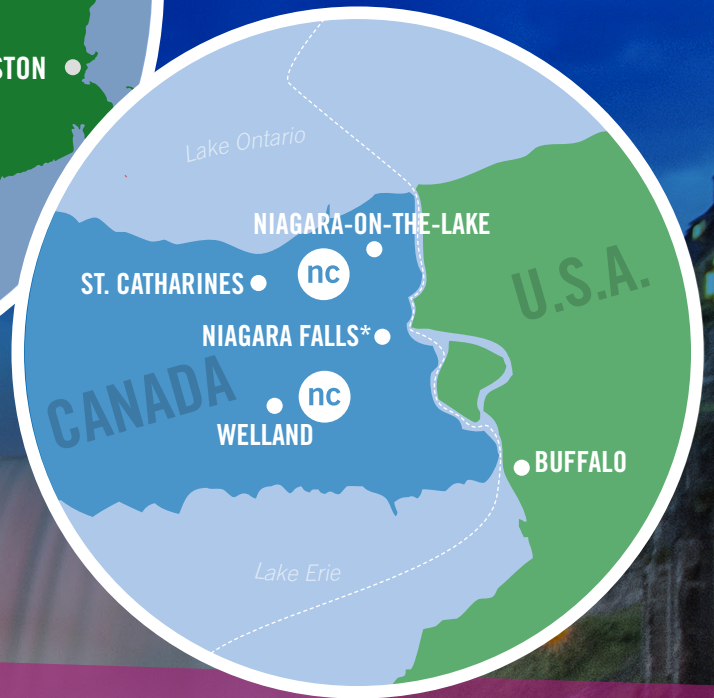 STON
Lake Ontario
NIAGARA-ON-THE-LAKE
nc
ST. CATHARINES
U.S.A.
NIAGARA FALLS*
CANADA
nc
WELLAND
BUFFALO
Lake Erie